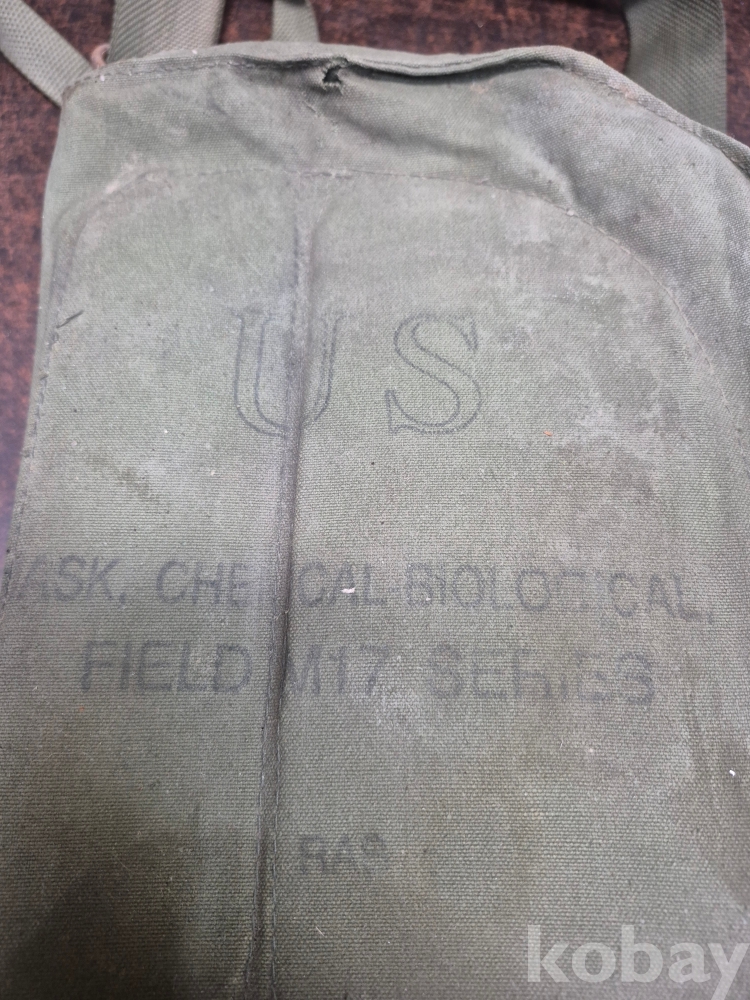 US
MASK, CHEMICAL-BIOLOGICAL,
FIELD M17 SERIES
kobay